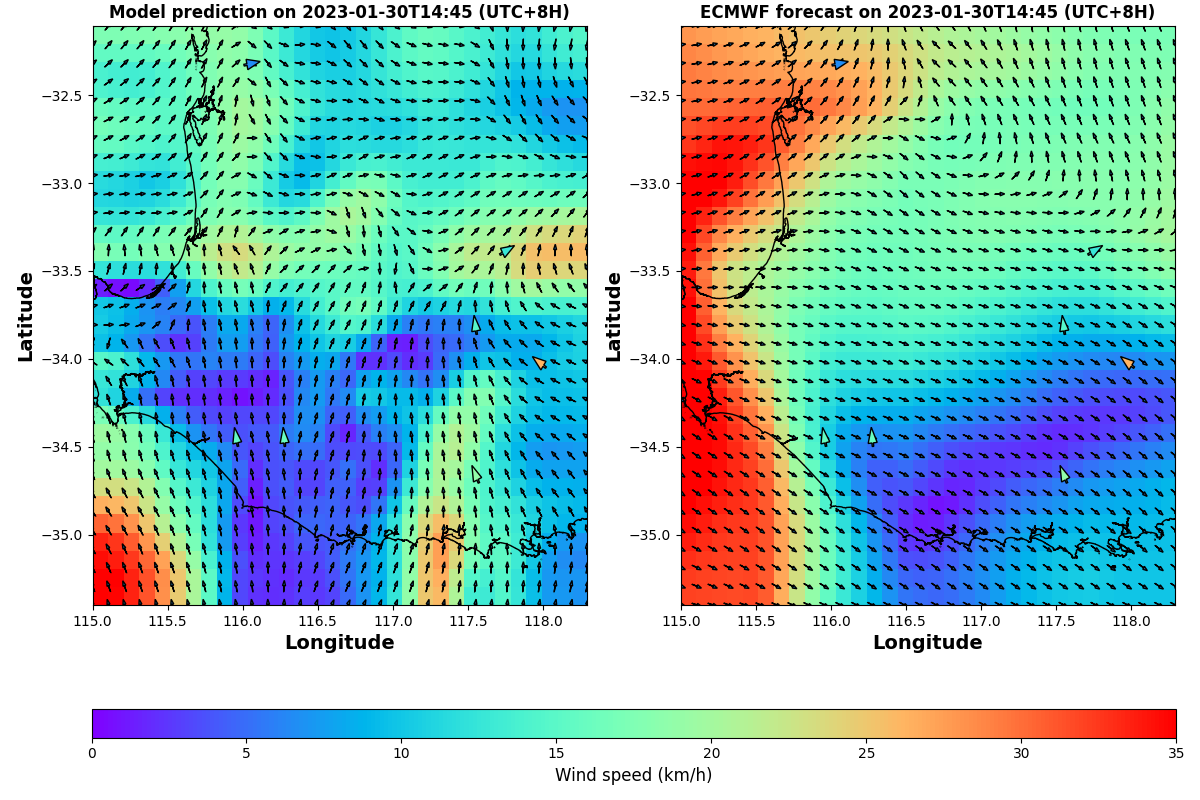 Model prediction on 2023-01-30T14:45 (UTC+8H)
ECMWF forecast on 2023-01-30T14:45 (UTC+8H)
Latitude
−32.5
−33.0
−33.5
−34.0
−34.5
−35.0
115.0 115.5 116.0 116.5 117.0 117.5 118.0
Longitude
Latitude
−32.5
−33.0
−33.5
−34.0
−34.5
−35.0
115.0 115.5 116.0 116.5 117.0 117.5 118.0
Longitude
0 5 10 15 20 25 30 35
Wind speed (km/h)